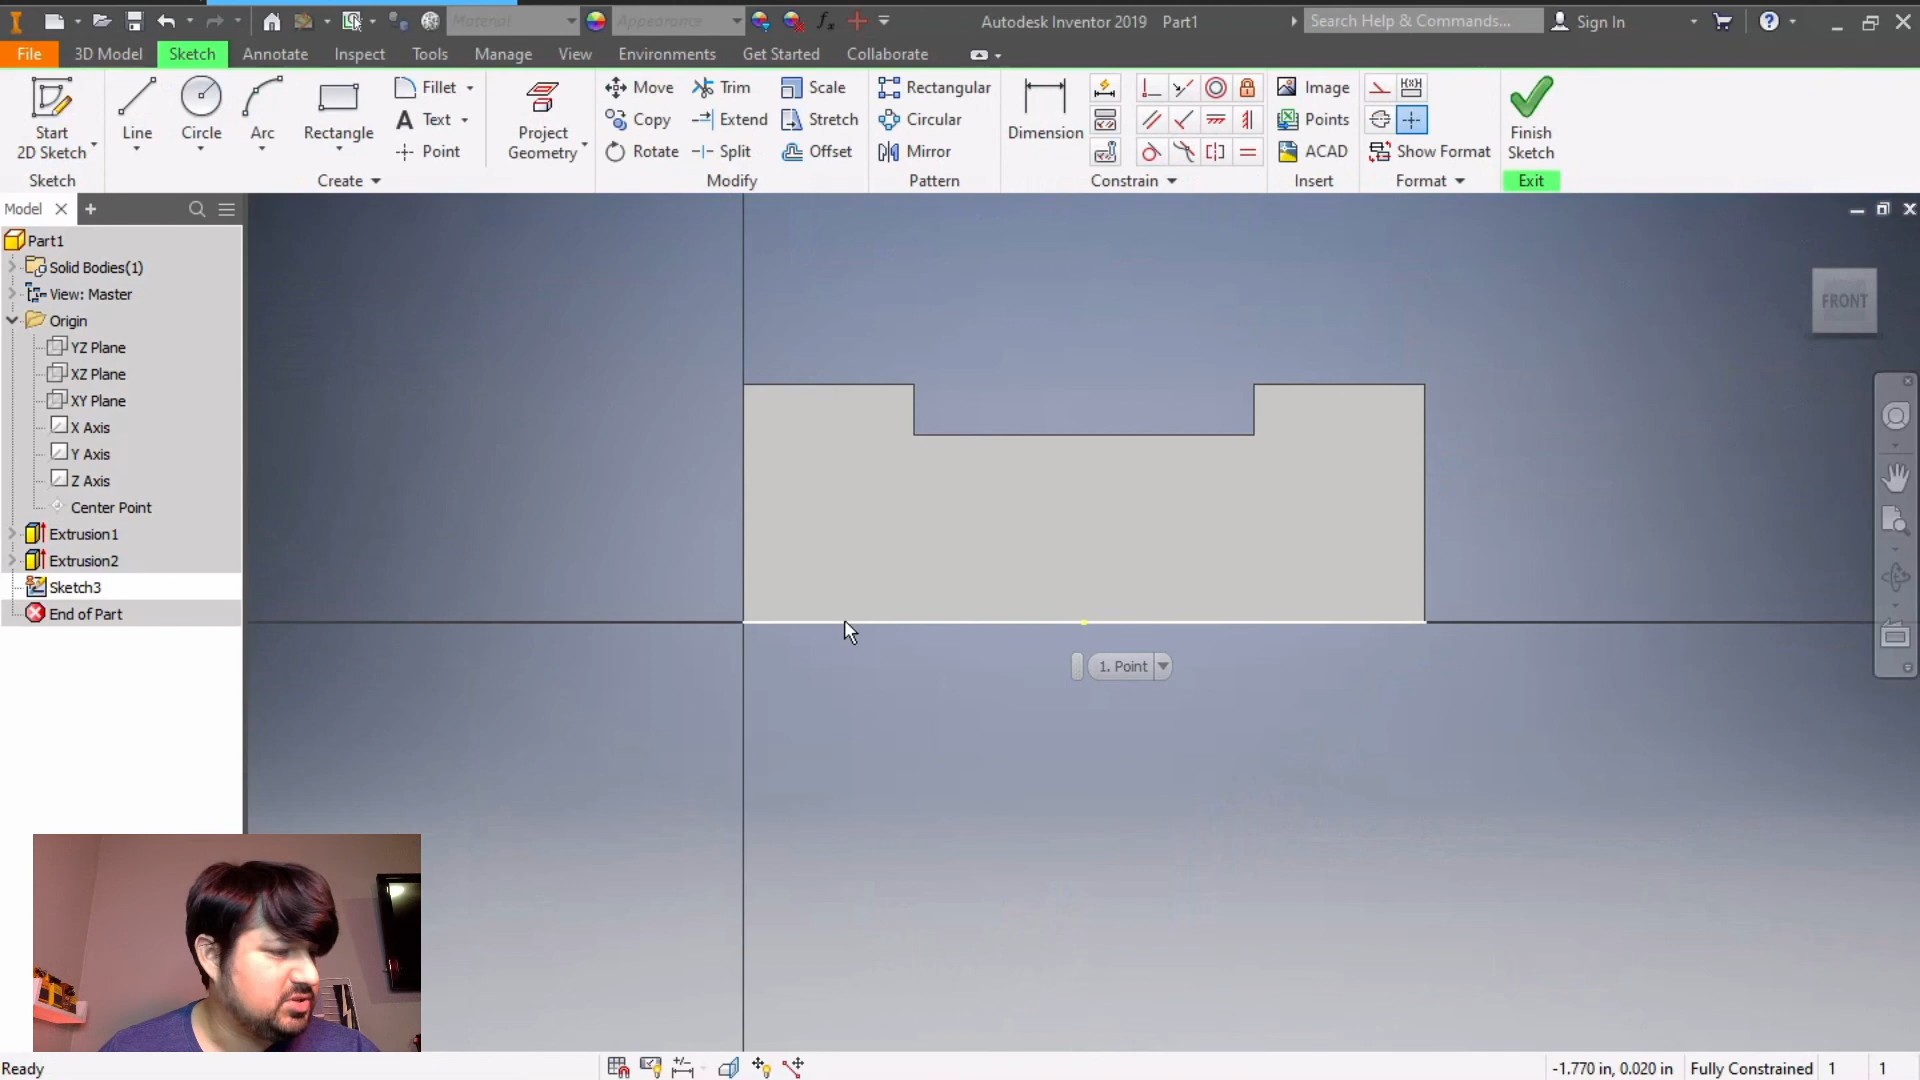 Material
Appearance
fx
Autodesk Inventor 2019 Part1
Search Help & Commands...
Sign In
File
3D Model
Sketch
Annotate
Inspect
Tools
Manage
View
Environments
Get Started
Collaborate
Start
2D Sketch
Line
Circle
Arc
Rectangle
Fillet
Text
Point
Project
Geometry
Move
Copy
Rotate
Trim
Extend
Split
Scale
Stretch
Offset
Rectangular
Circular
Mirror
Dimension
Image
Points
ACAD
Show Format
Finish
Sketch
Sketch
Create
Modify
Pattern
Constrain
Insert
Format
Exit
Model
Part1
Solid Bodies(1)
View: Master
Origin
YZ Plane
XZ Plane
XY Plane
X Axis
Y Axis
Z Axis
Center Point
Extrusion1
Extrusion2
Sketch3
End of Part
FRONT
1. Point
Ready
-1.770 in, 0.020 in
Fully Constrained
1
1